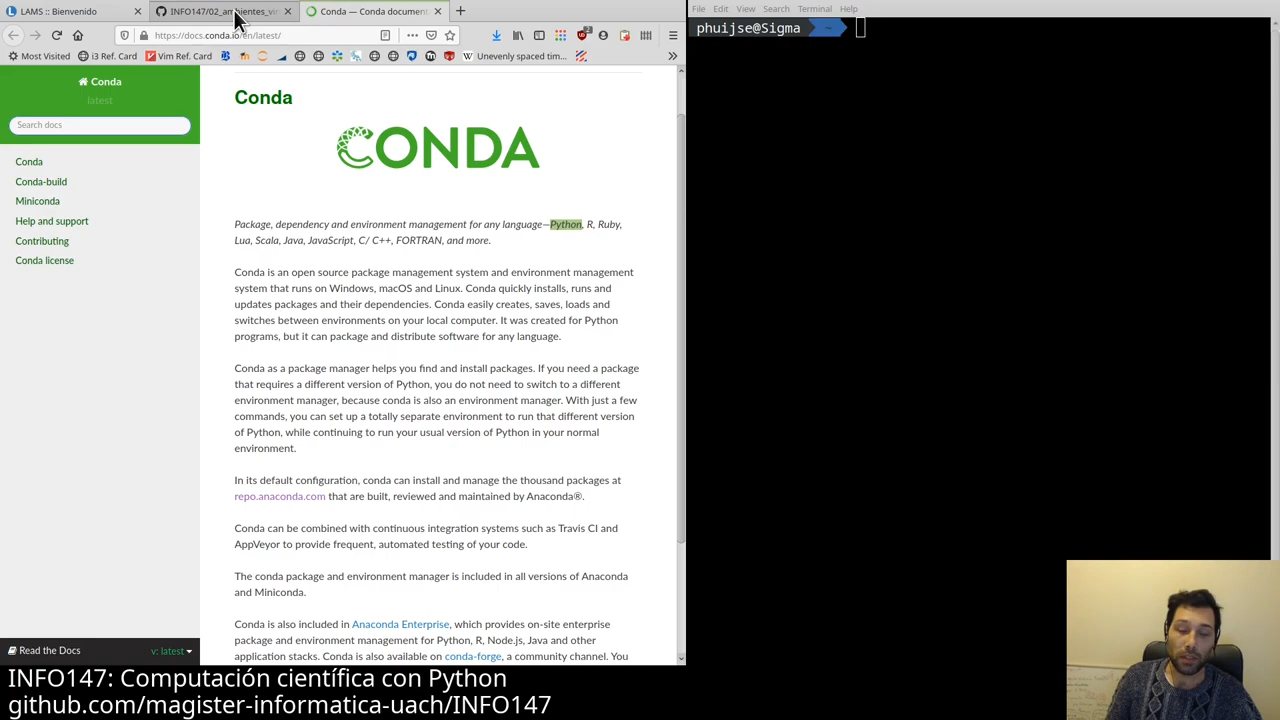 LAMS :: Bienvenido
INFO147/02_ambientes_vir
Conda — Conda document
https://docs.conda.io/en/latest/
Most Visited
i3 Ref. Card
Vim Ref. Card
Unevenly spaced tim...
File Edit View Search Terminal Help
phuijse@Sigma ~
Conda
latest
Search docs
Conda
Conda-build
Miniconda
Help and support
Contributing
Conda license
Read the Docs
v: latest
Conda
CONDA
Package, dependency and environment management for any language—Python, R, Ruby,
Lua, Scala, Java, JavaScript, C/ C++, FORTRAN, and more.
Conda is an open source package management system and environment management
system that runs on Windows, macOS and Linux. Conda quickly installs, runs and
updates packages and their dependencies. Conda easily creates, saves, loads and
switches between environments on your local computer. It was created for Python
programs, but it can package and distribute software for any language.
Conda as a package manager helps you find and install packages. If you need a package
that requires a different version of Python, you do not need to switch to a different
environment manager, because conda is also an environment manager. With just a few
commands, you can set up a totally separate environment to run that different version
of Python, while continuing to run your usual version of Python in your normal
environment.
In its default configuration, conda can install and manage the thousand packages at
repo.anaconda.com that are built, reviewed and maintained by Anaconda®.
Conda can be combined with continuous integration systems such as Travis CI and
AppVeyor to provide frequent, automated testing of your code.
The conda package and environment manager is included in all versions of Anaconda
and Miniconda.
Conda is also included in Anaconda Enterprise, which provides on-site enterprise
package and environment management for Python, R, Node.js, Java and other
application stacks. Conda is also available on conda-forge, a community channel. You
INFO147: Computación científica con Python
github.com/magister-informatica-uach/INFO147